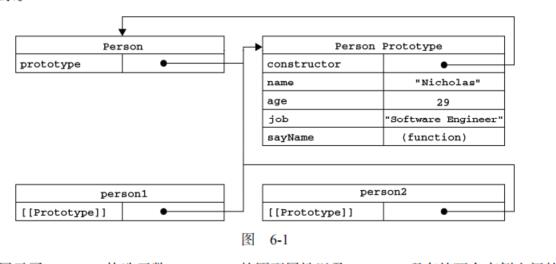 Person
prototype
Person Prototype
constructor
name "Nicholas"
age 29
job "Software Engineer"
sayName (function)
person1
[[Prototype]]
person2
[[Prototype]]
图 6-1